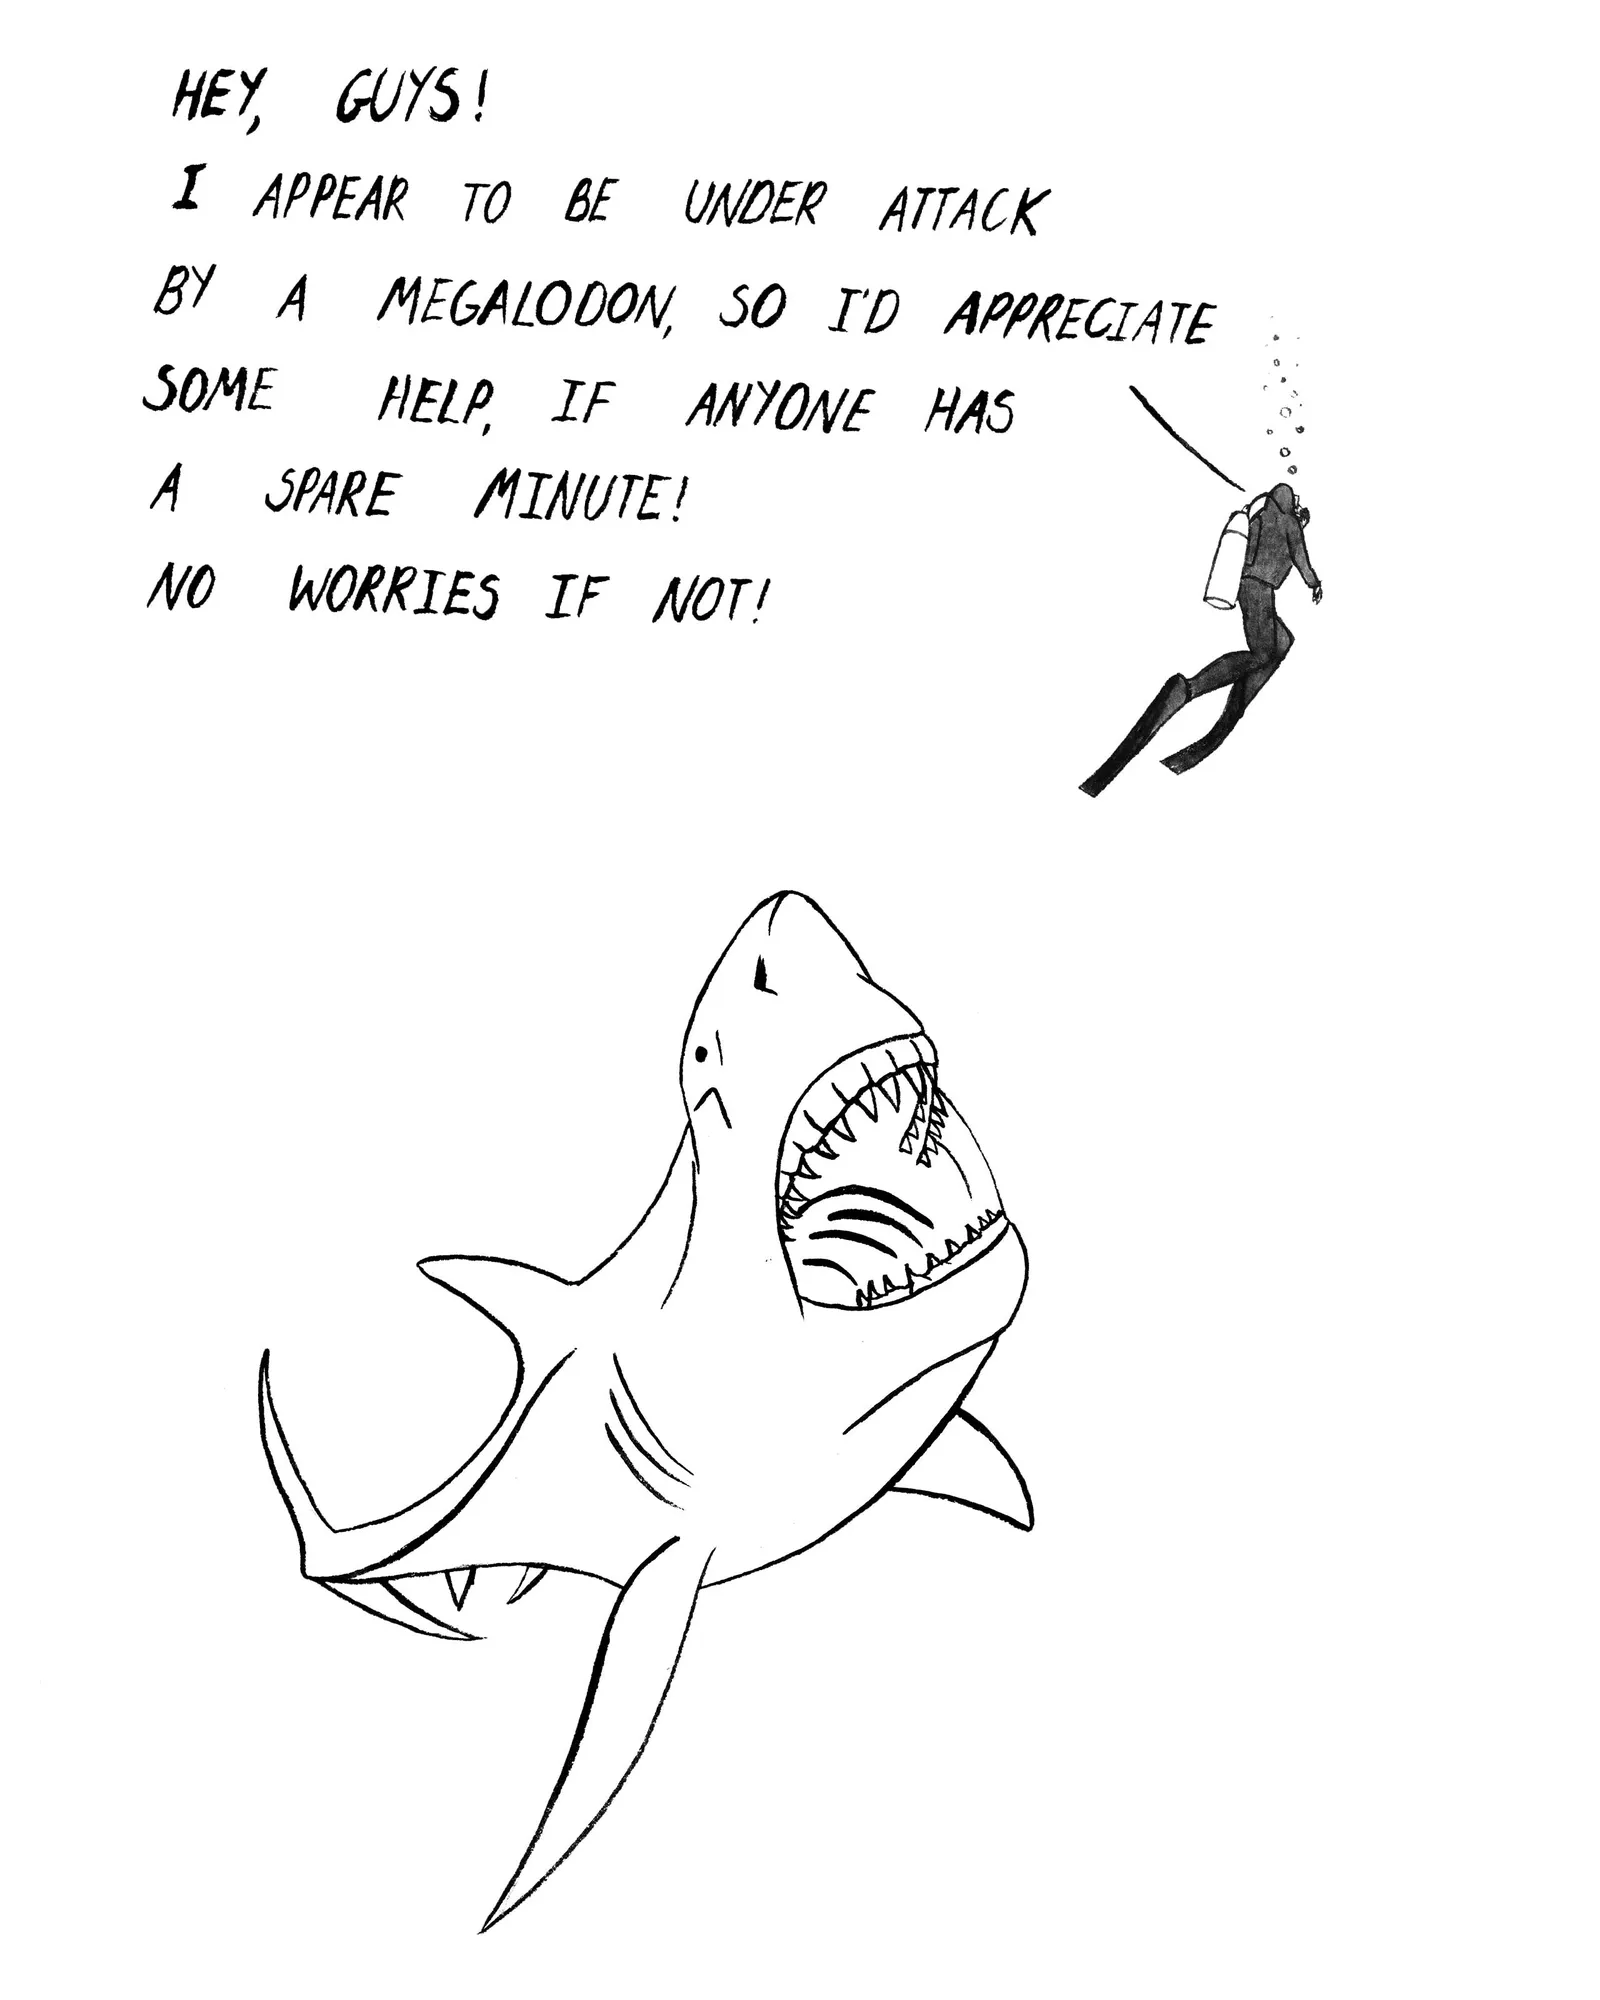 HEY, GUYS!
I APPEAR TO BE UNDER ATTACK
BY A MEGALODON, SO I'D APPRECIATE
SOME HELP, IF ANYONE HAS
A SPARE MINUTE!
NO WORRIES IF NOT!